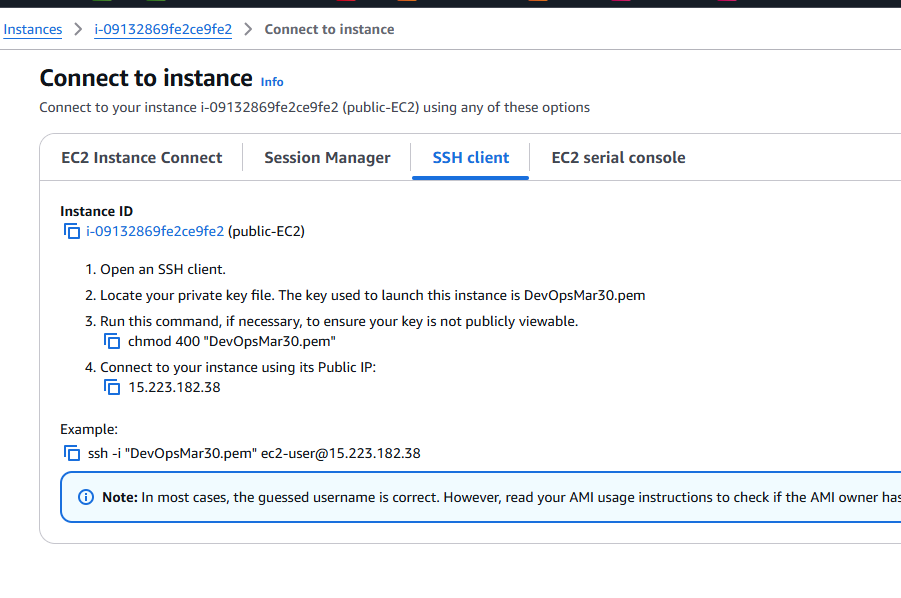 Instances > i-09132869fe2ce9fe2 > Connect to instance
Connect to instance Info
Connect to your instance i-09132869fe2ce9fe2 (public-EC2) using any of these options
EC2 Instance Connect Session Manager SSH client EC2 serial console
Instance ID
i-09132869fe2ce9fe2 (public-EC2)
1. Open an SSH client.
2. Locate your private key file. The key used to launch this instance is DevOpsMar30.pem
3. Run this command, if necessary, to ensure your key is not publicly viewable.
chmod 400 "DevOpsMar30.pem"
4. Connect to your instance using its Public IP:
15.223.182.38
Example:
ssh -i "DevOpsMar30.pem" ec2-user@15.223.182.38
Note: In most cases, the guessed username is correct. However, read your AMI usage instructions to check if the AMI owner has